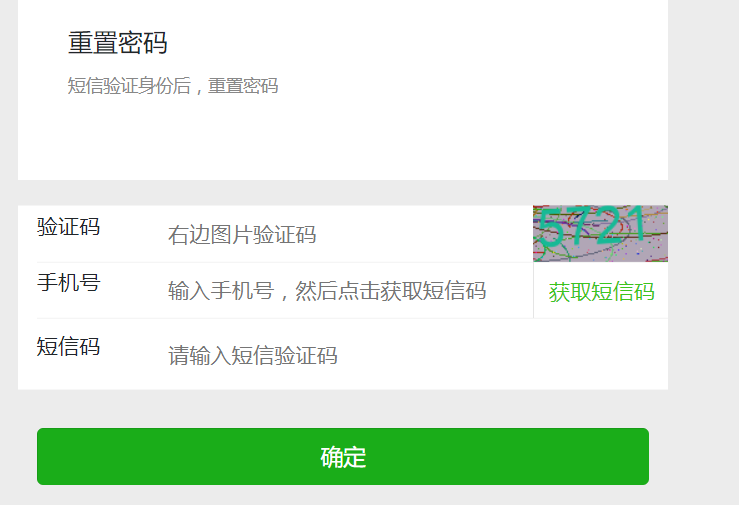 重置密码
短信验证身份后，重置密码
验证码
右边图片验证码
5721
手机号
输入手机号，然后点击获取短信码
获取短信码
短信码
请输入短信验证码
确定